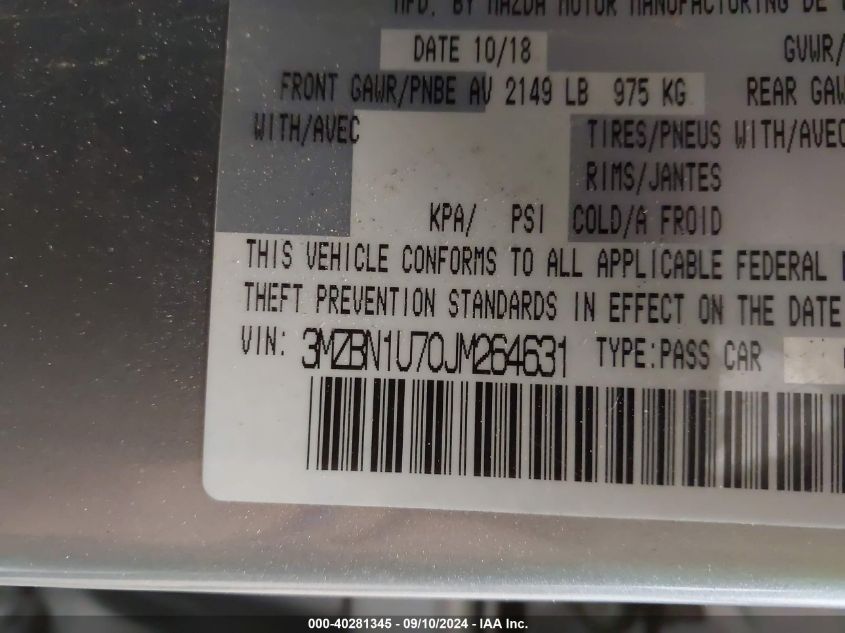 MFD. BY MAZDA MOTOR MANUFACTURING DE
DATE 10/18 GVWR/
FRONT GAWR/PNBE AV 2149 LB 975 KG REAR GAW
WITH/AVEC TIRES/PNEUS WITH/AVEC
RIMS/JANTES
KPA/ PSI COLD/A FROID
THIS VEHICLE CONFORMS TO ALL APPLICABLE FEDERAL
THEFT PREVENTION STANDARDS IN EFFECT ON THE DATE
VIN: 3MZBN1U70JM264631 TYPE:PASS CAR
000-40281345 - 09/10/2024 - IAA Inc.